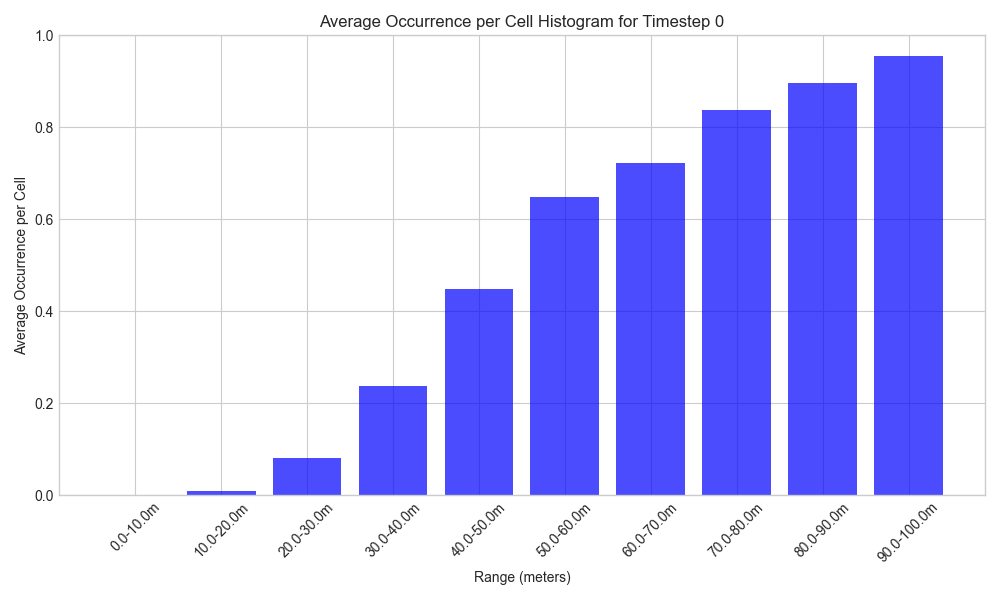 Average Occurrence per Cell Histogram for Timestep 0
Average Occurrence per Cell
1.0
0.8
0.6
0.4
0.2
0.0
0.0-10.0m
10.0-20.0m
20.0-30.0m
30.0-40.0m
40.0-50.0m
50.0-60.0m
60.0-70.0m
70.0-80.0m
80.0-90.0m
90.0-100.0m
Range (meters)